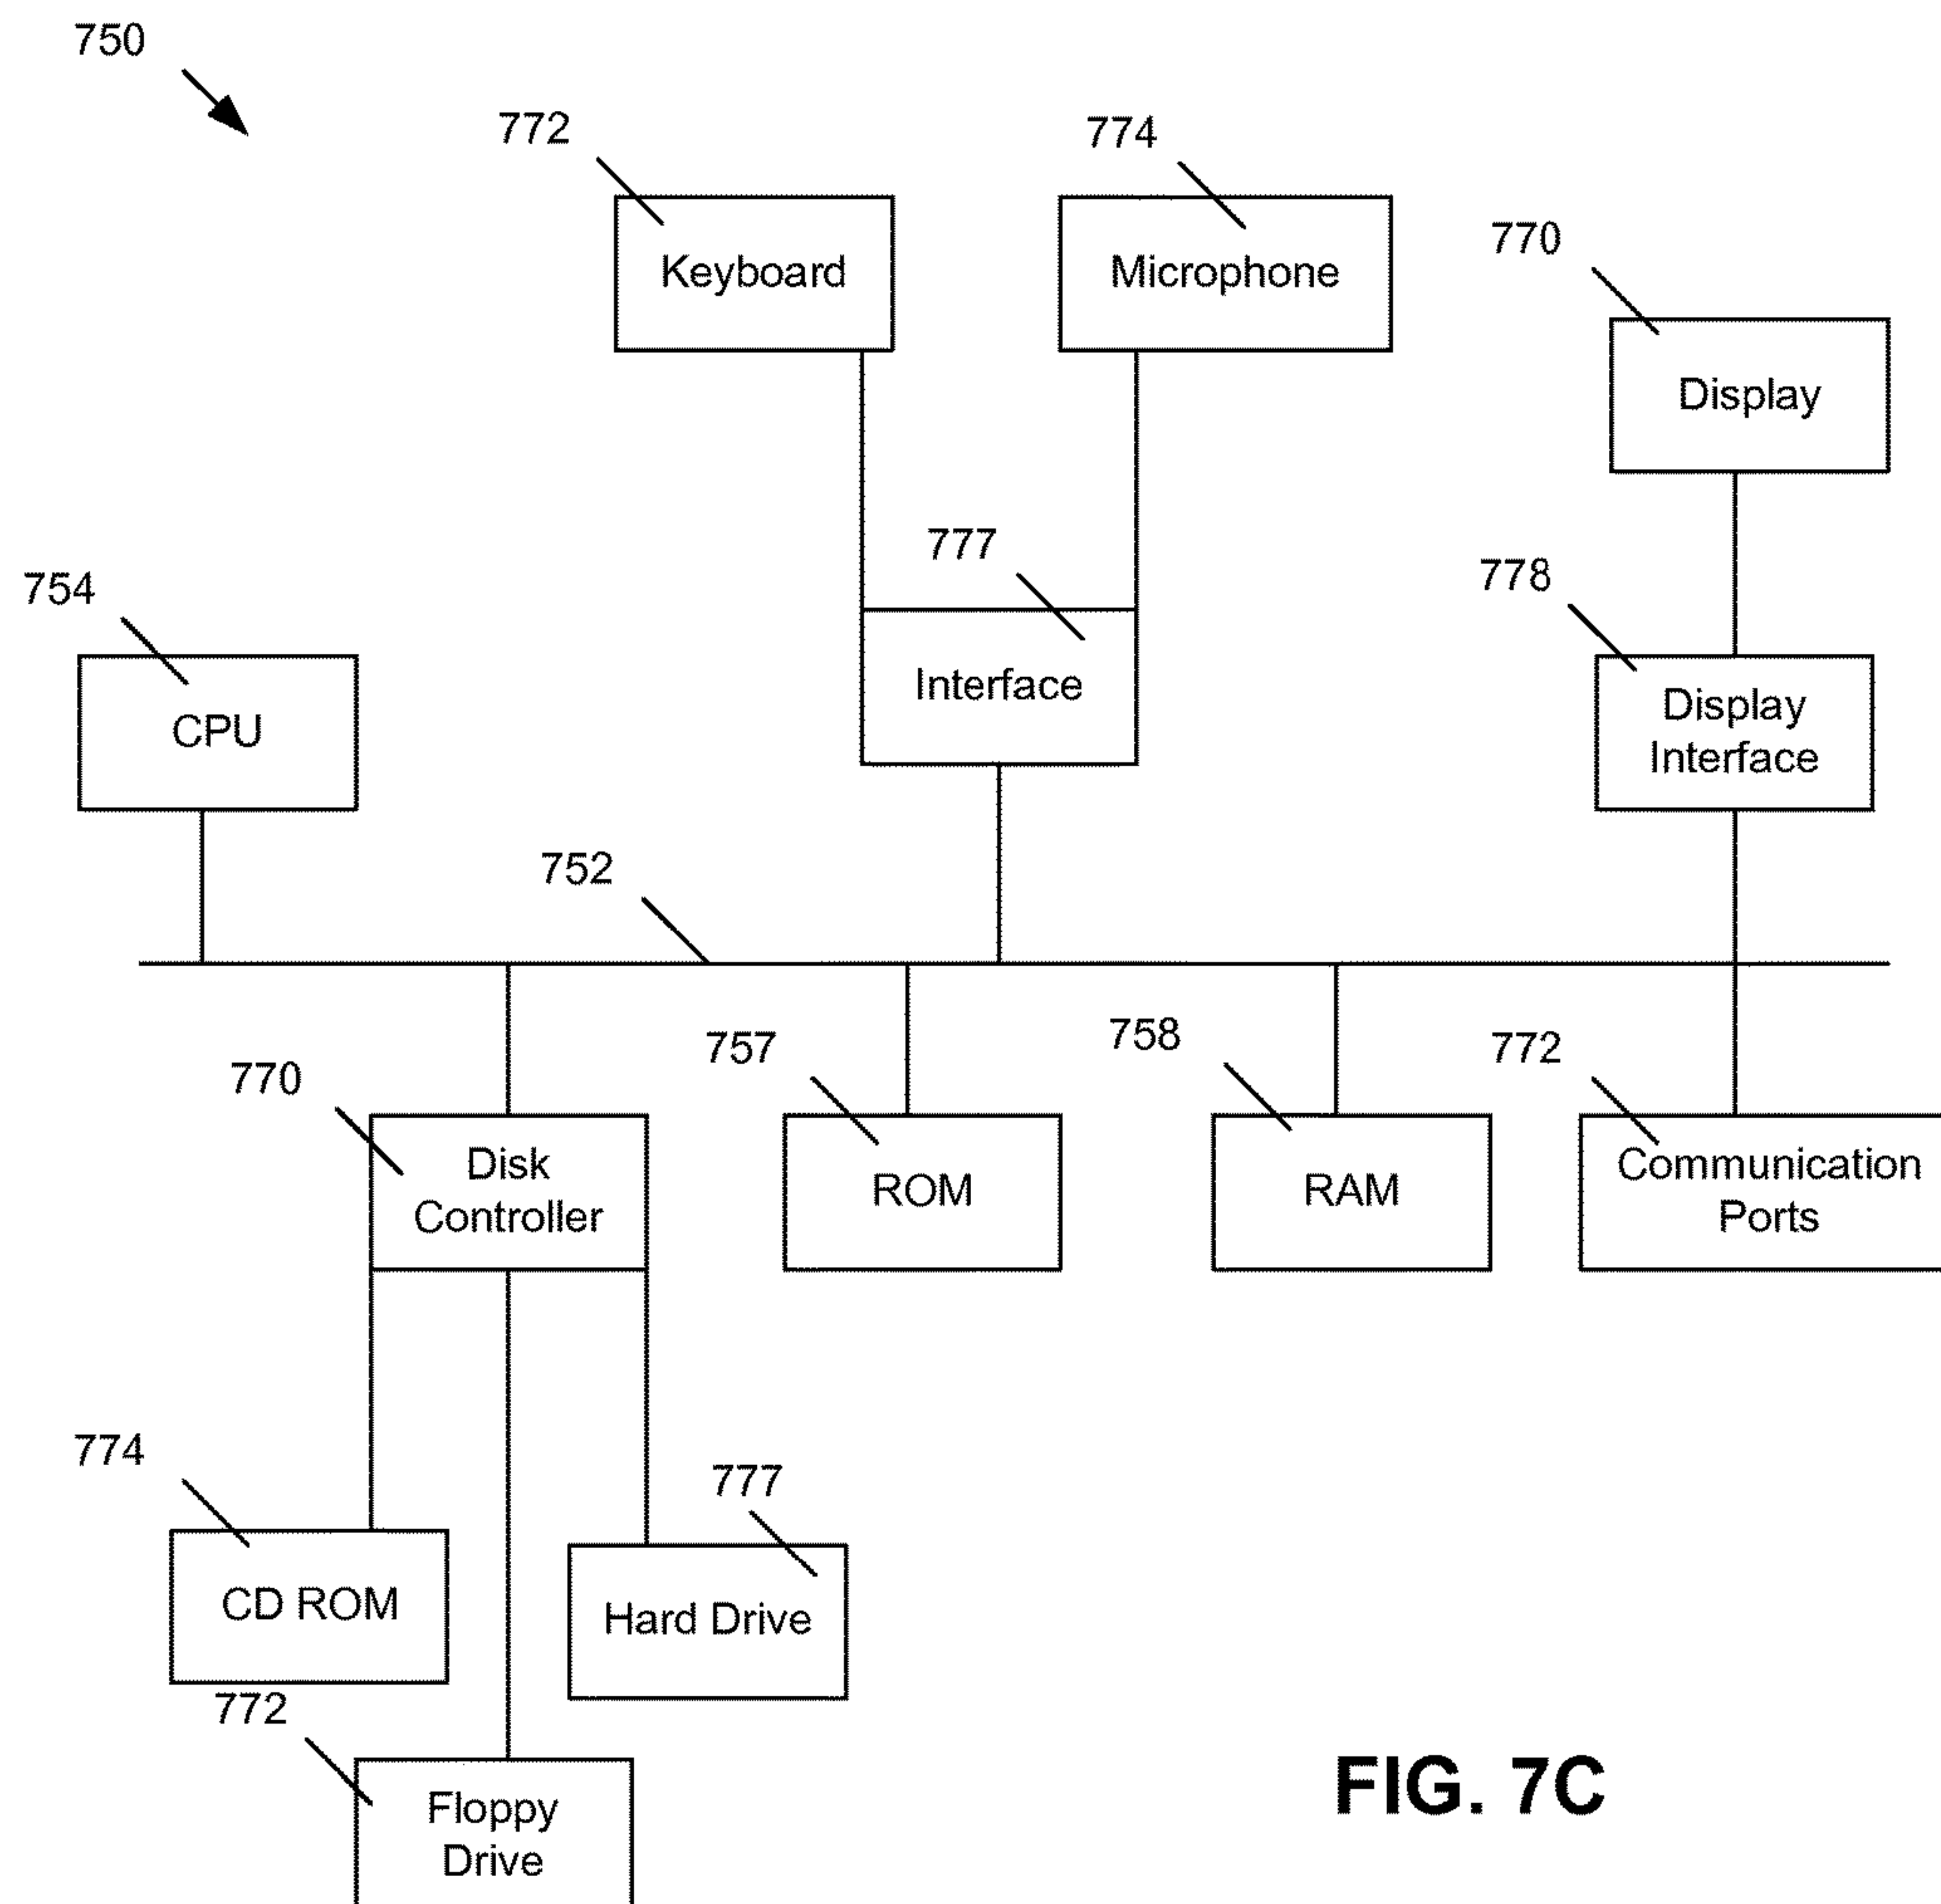 750
772
774
Keyboard
Microphone
770
Display
777
778
754
Interface
Display
Interface
CPU
752
757
758
772
770
Disk
Controller
ROM
RAM
Communication
Ports
774
777
CD ROM
Hard Drive
772
Floppy
Drive
FIG. 7C